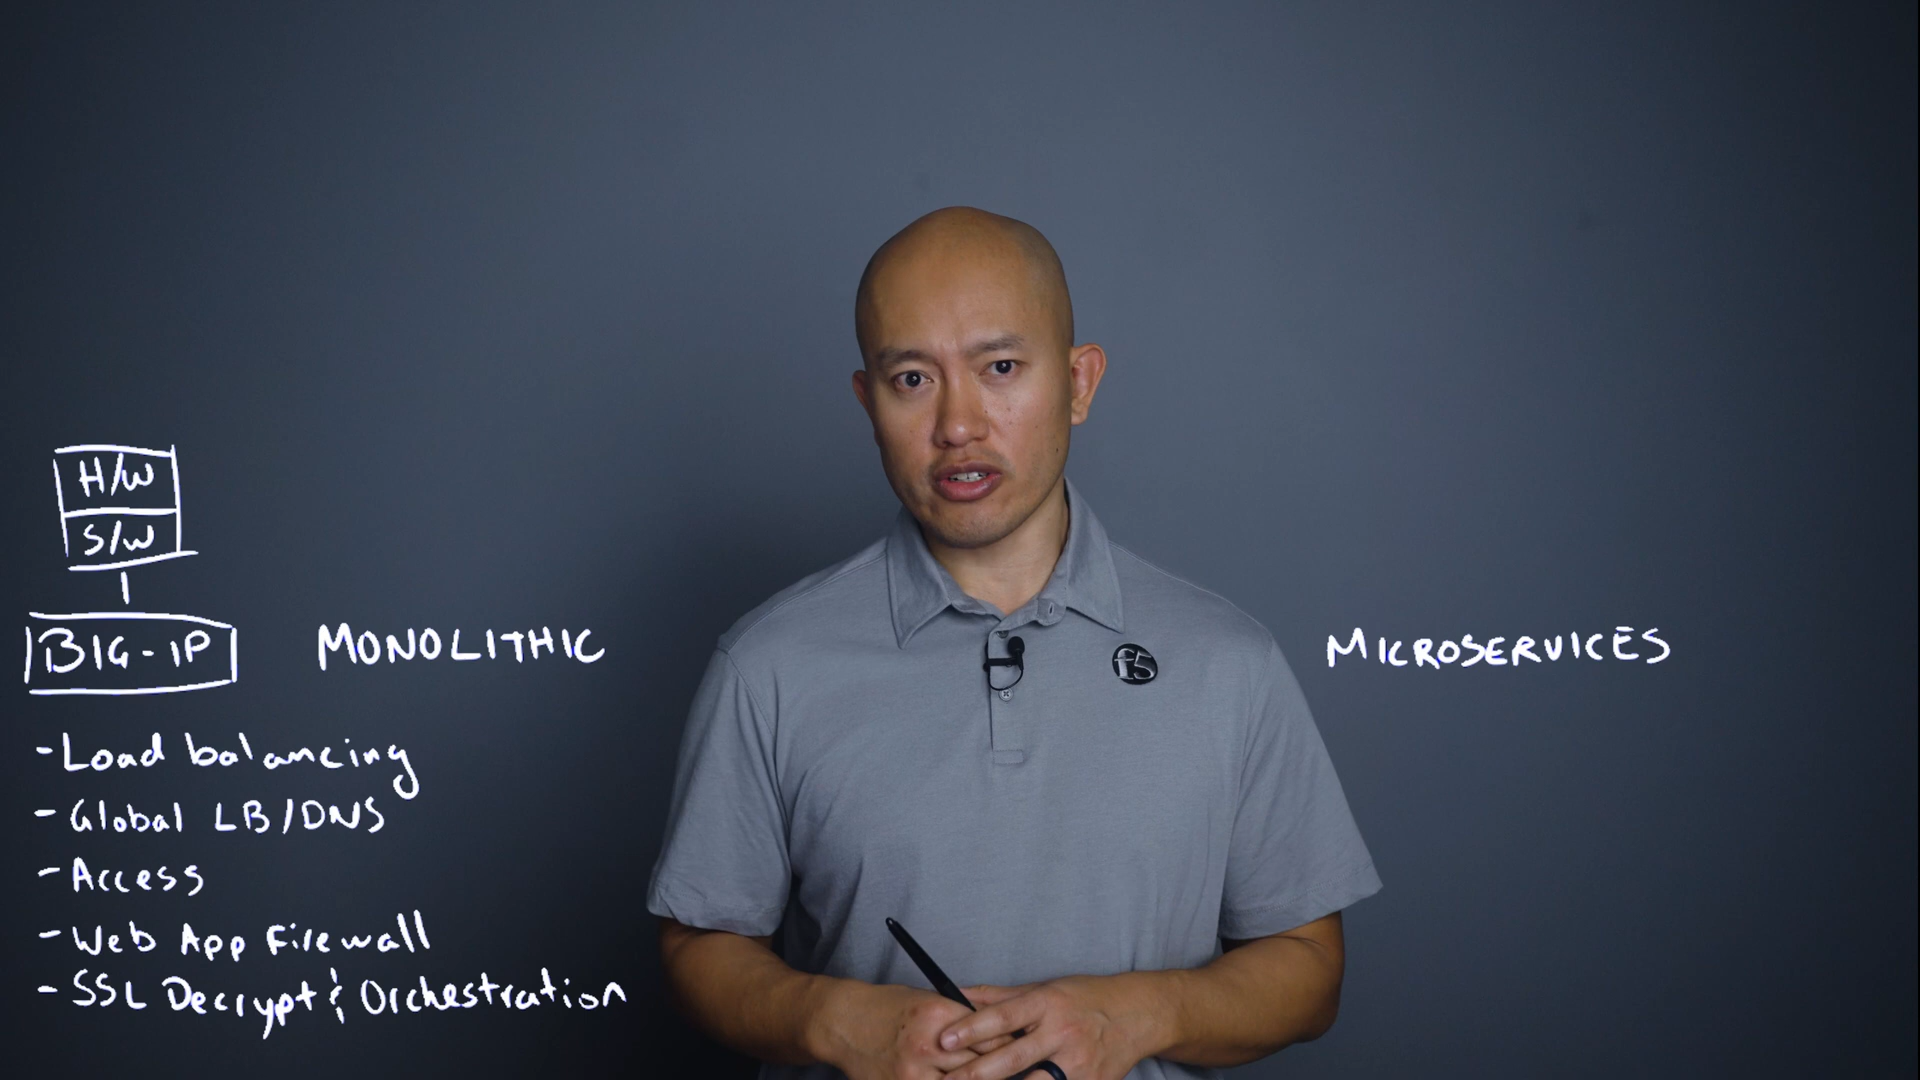 H/W
S/W
BIG-IP
MONOLITHIC
f5
MICROSERVICES
- Load balancing
- Global LB/DNS
- Access
- Web App Firewall
- SSL Decrypt & Orchestration